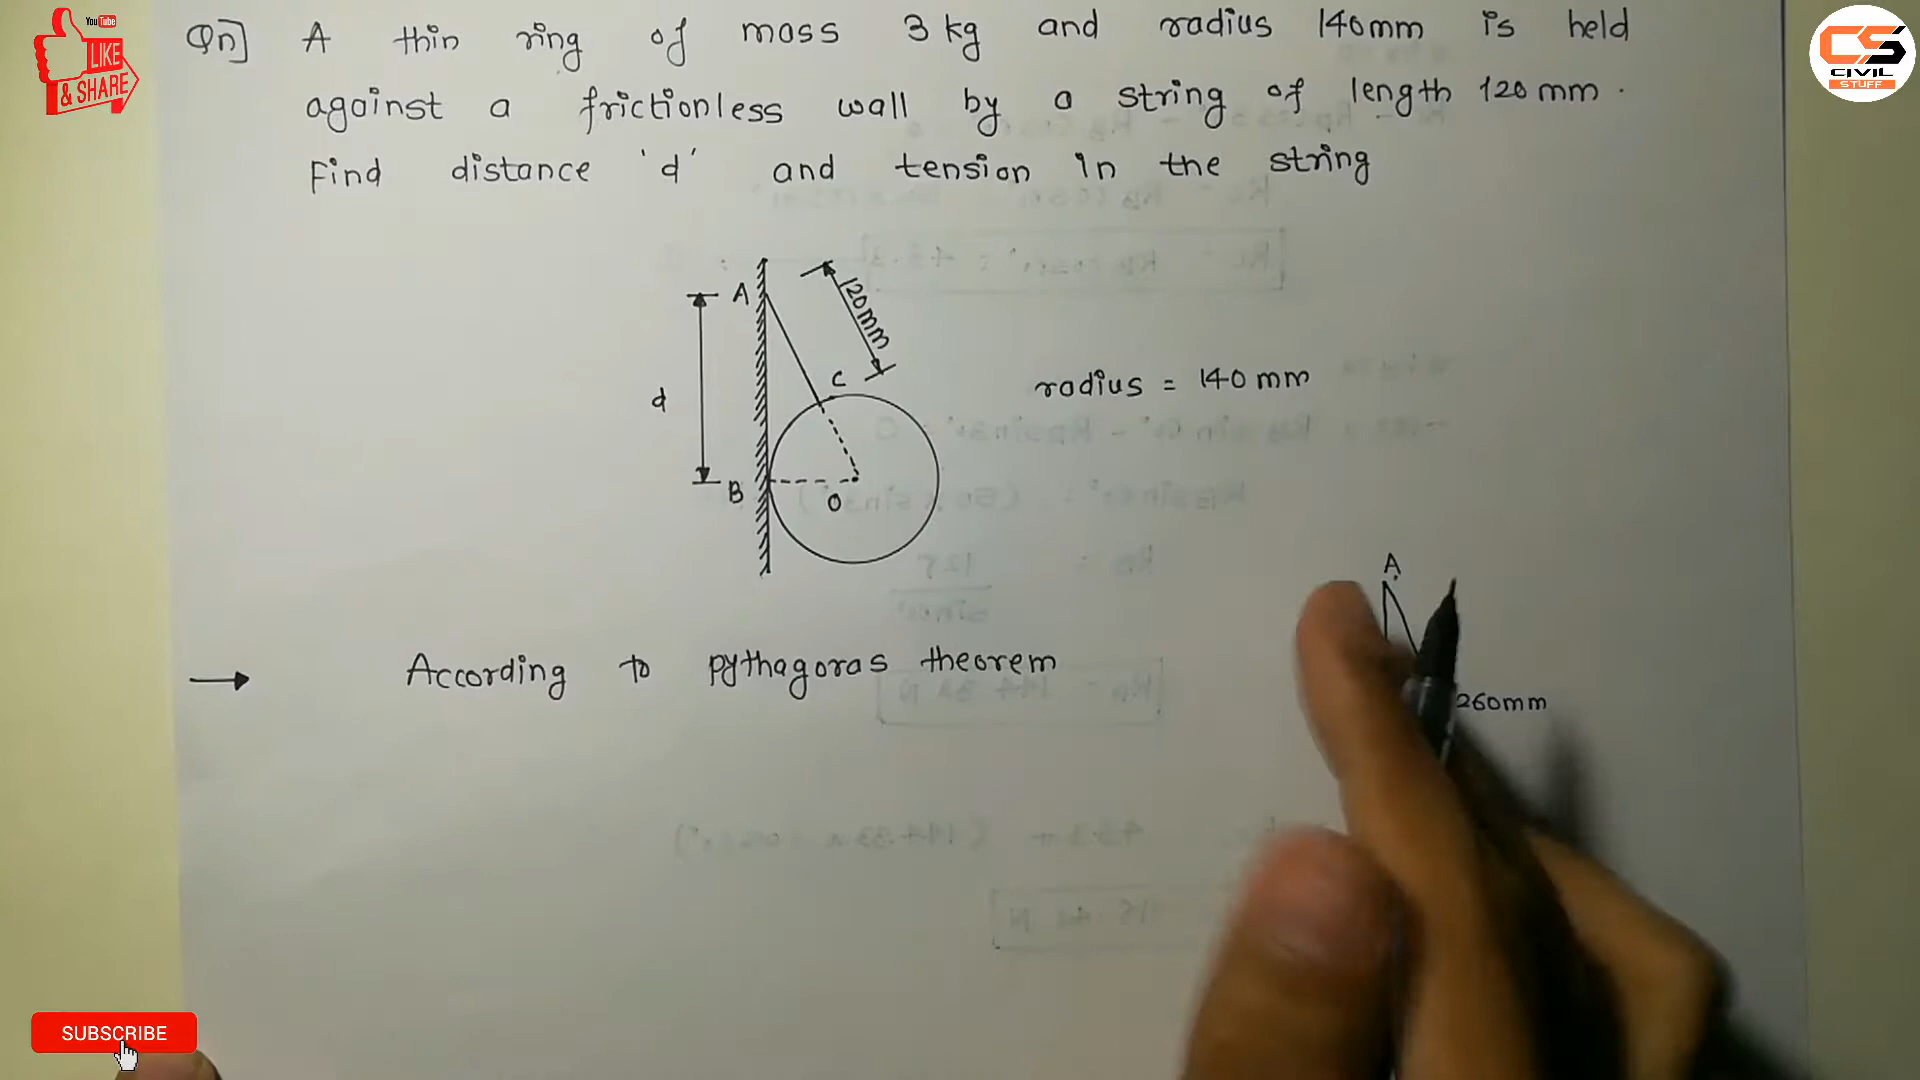 YouTube
LIKE
& SHARE
CS
CIVIL
STUFF
Qn] A thin ring of mass 3 kg and radius 140mm is held
against a frictionless wall by a string of length 120 mm.
Find distance 'd' and tension in the string
A
120mm
C
d
radius = 140 mm
B
O
A
→ According to pythagoras theorem
260mm
SUBSCRIBE